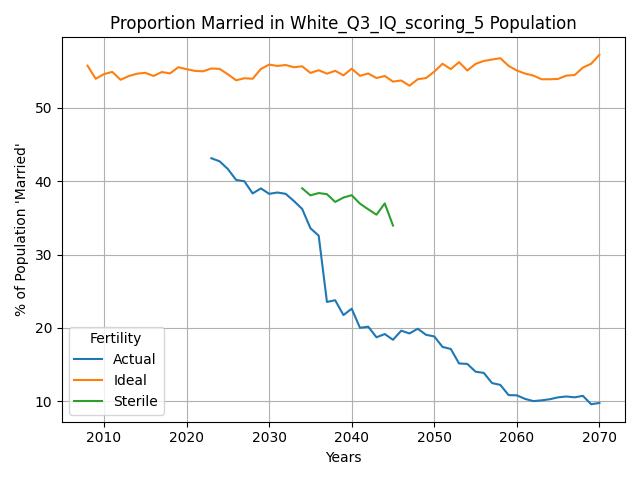 Proportion Married in White_Q3_IQ_scoring_5 Population
% of Population 'Married'
50
40
30
20
10
Fertility
Actual
Ideal
Sterile
2010 2020 2030 2040 2050 2060 2070
Years